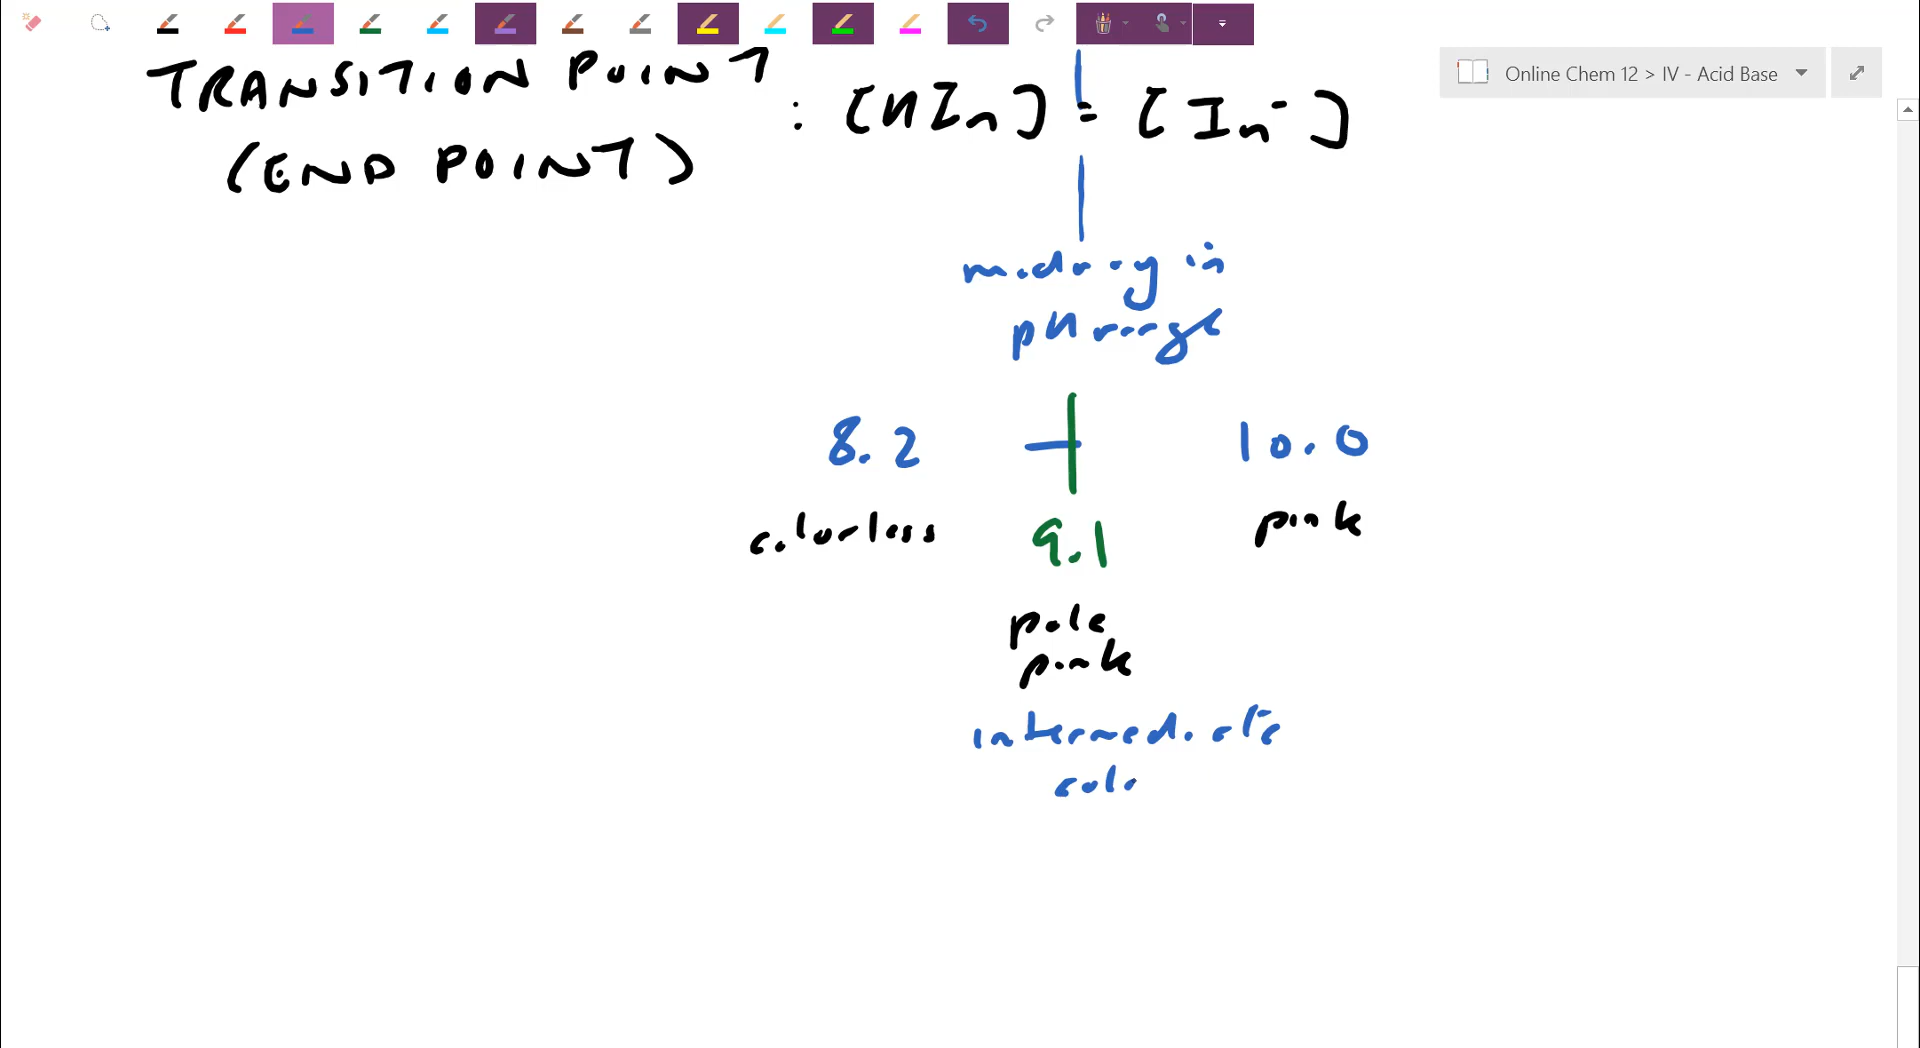 Online Chem 12 > IV - Acid Base
TRANSITION POINT
(END POINT)
: [HIn] = [In⁻]
midway in
pH range
8.2 10.0
colorless 9.1 pink
pale
pink
intermediate
colo